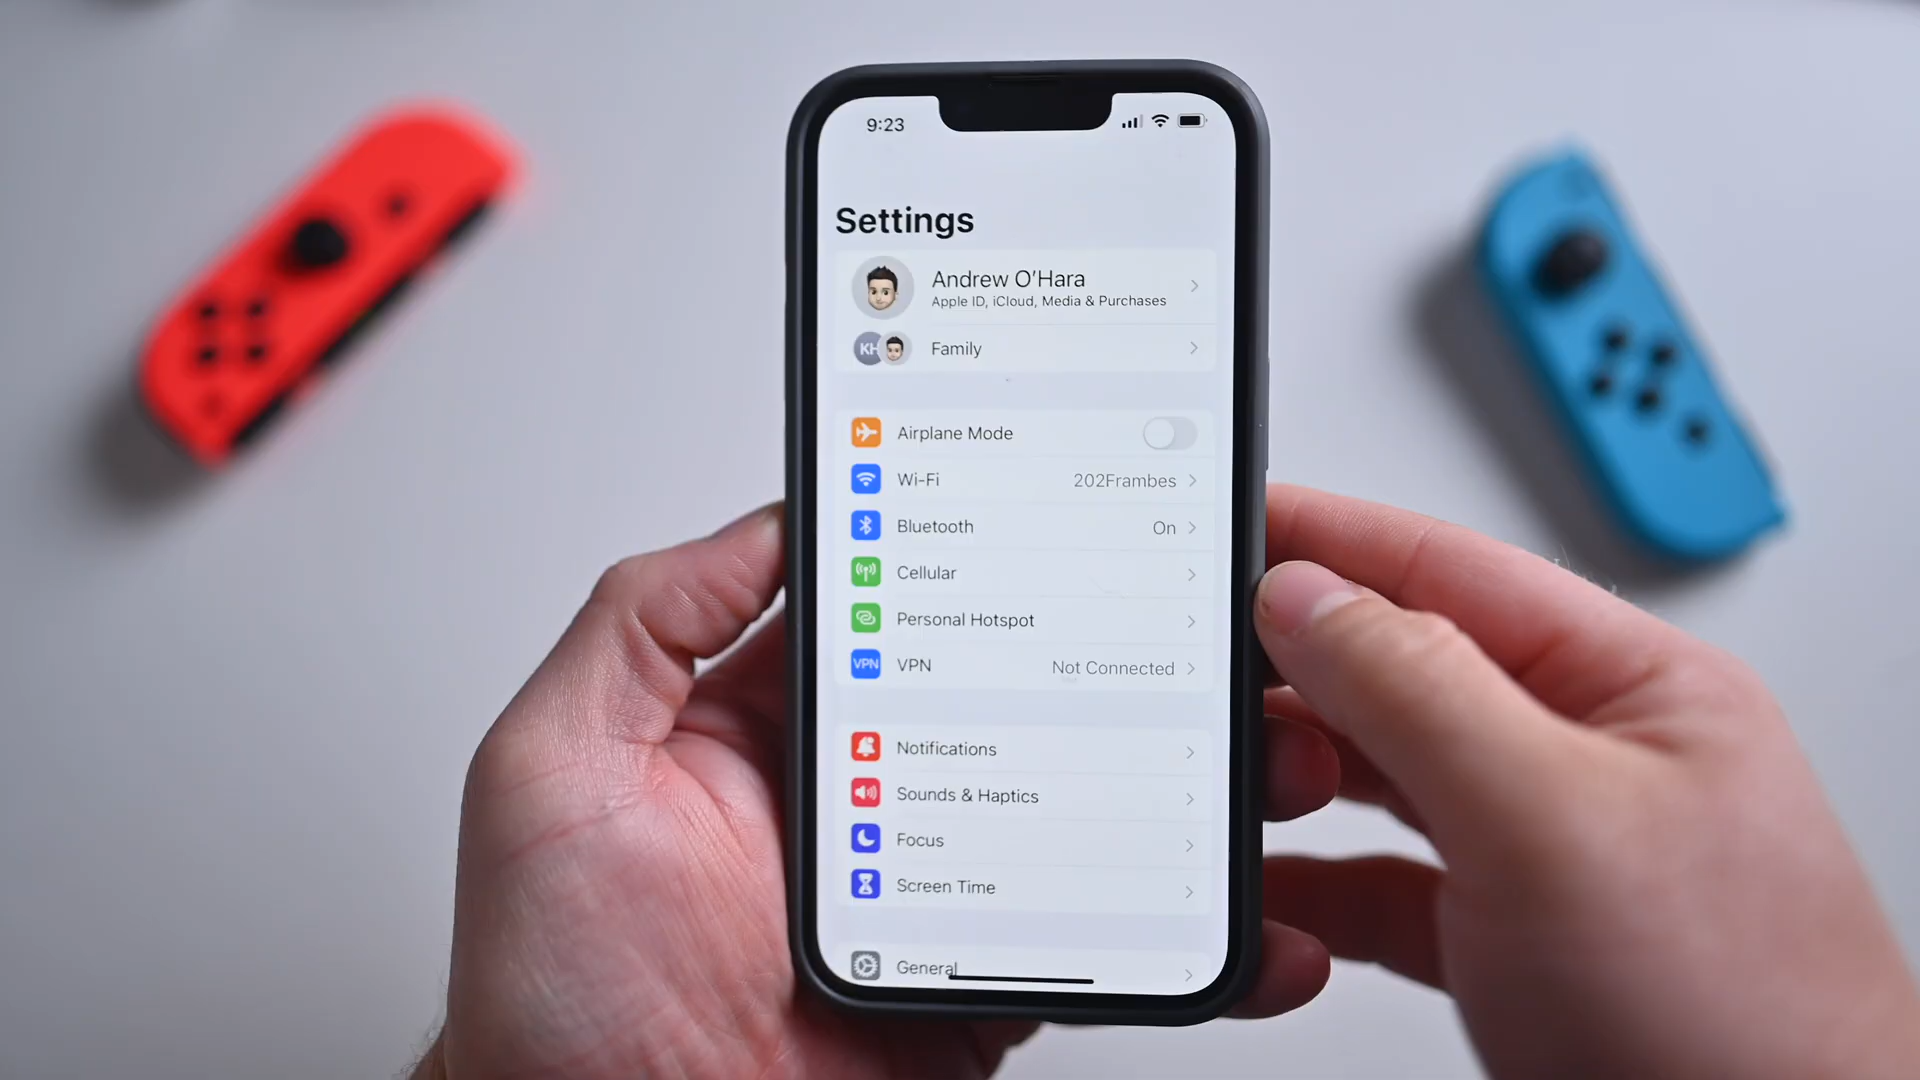 9:23
Settings
Andrew O'Hara
Apple ID, iCloud, Media & Purchases
KH
Family
Airplane Mode
Wi-Fi 202Frambes
Bluetooth On
Cellular
Personal Hotspot
VPN VPN Not Connected
Notifications
Sounds & Haptics
Focus
Screen Time
General